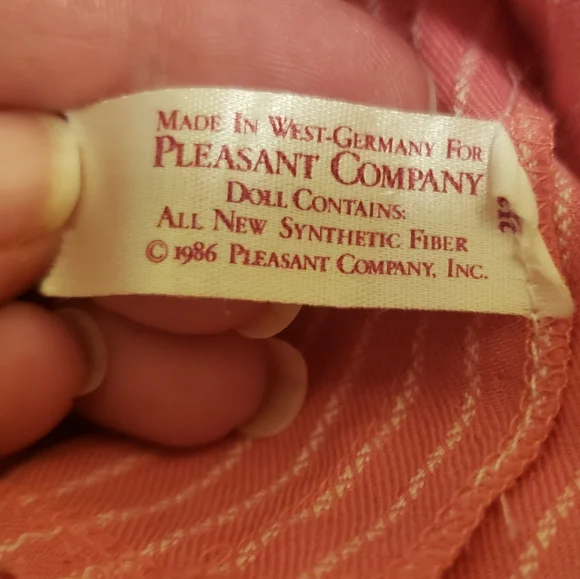 MADE IN WEST-GERMANY FOR
PLEASANT COMPANY
DOLL CONTAINS:
ALL NEW SYNTHETIC FIBER
© 1986 PLEASANT COMPANY, INC.